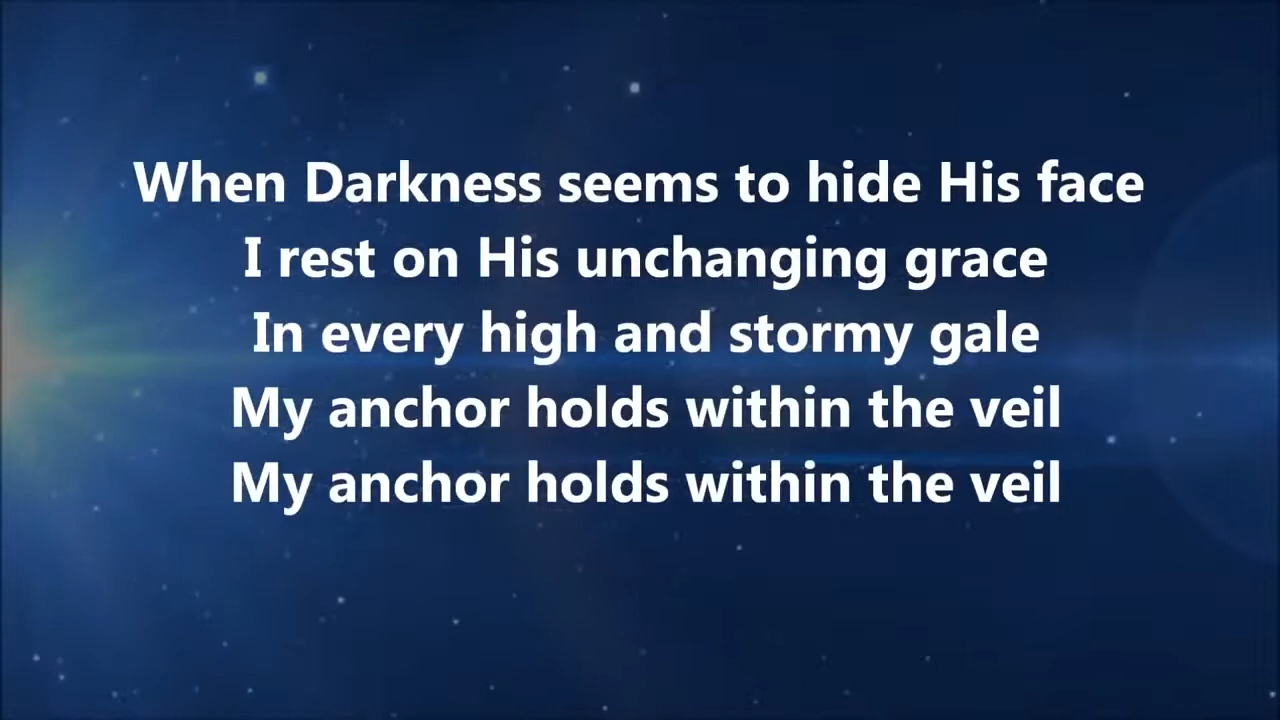 When Darkness seems to hide His face
I rest on His unchanging grace
In every high and stormy gale
My anchor holds within the veil
My anchor holds within the veil